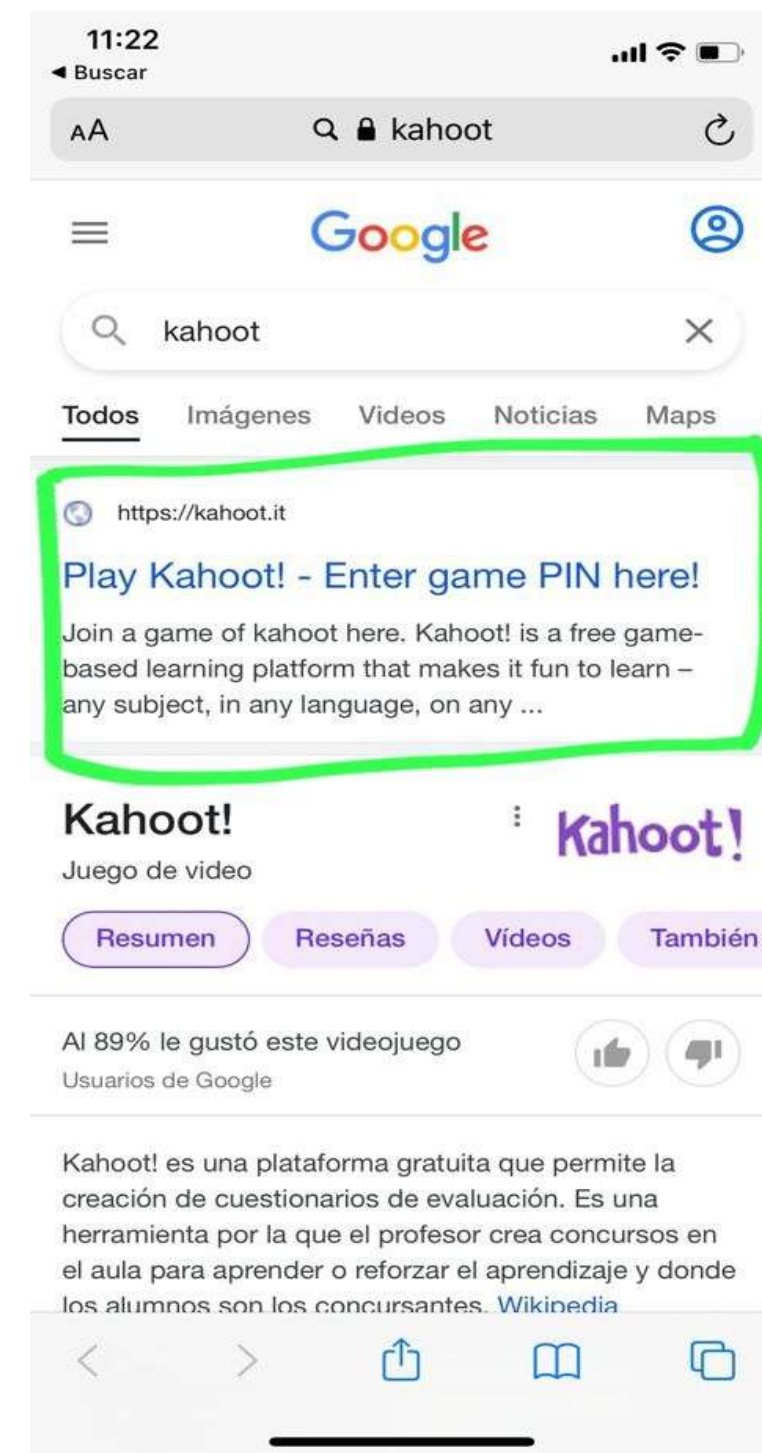 11:22
◀ Buscar
AA kahoot
Google
kahoot
Todos Imágenes Videos Noticias Maps
https://kahoot.it
Play Kahoot! - Enter game PIN here!
Join a game of kahoot here. Kahoot! is a free game-
based learning platform that makes it fun to learn –
any subject, in any language, on any ...
Kahoot!
Kahoot!
Juego de video
Resumen Reseñas Vídeos También
Al 89% le gustó este videojuego
Usuarios de Google
Kahoot! es una plataforma gratuita que permite la
creación de cuestionarios de evaluación. Es una
herramienta por la que el profesor crea concursos en
el aula para aprender o reforzar el aprendizaje y donde
los alumnos son los concursantes. Wikipedia